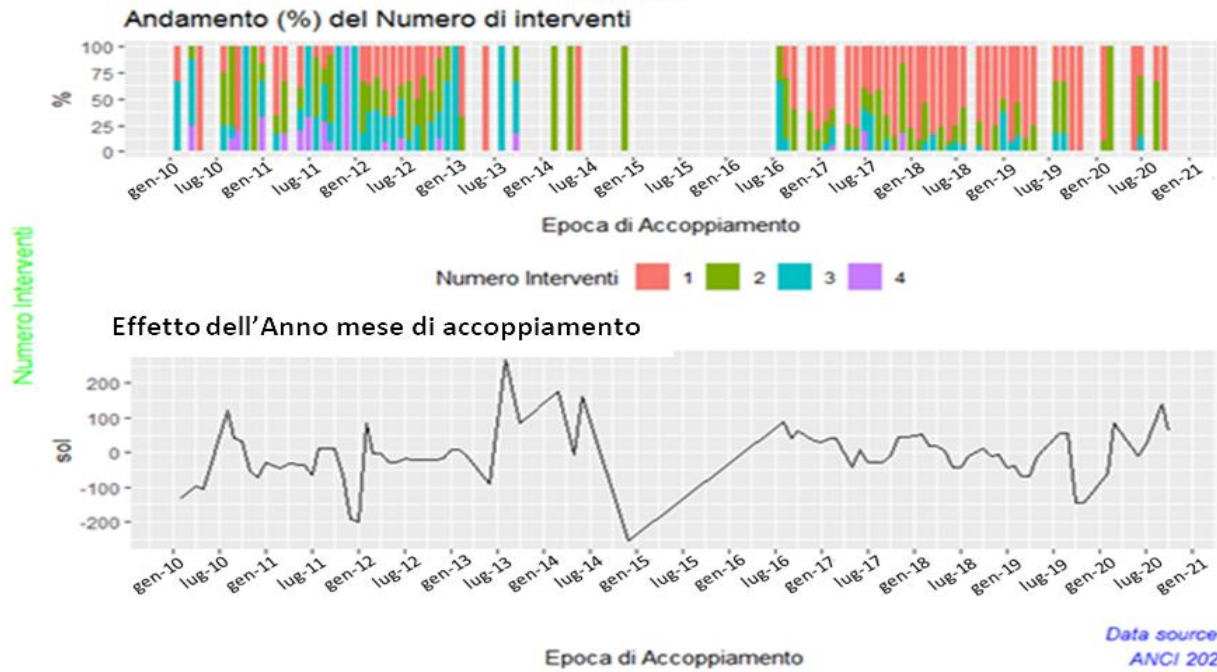 Andamento (%) del Numero di interventi
100
75
50
25
0
%
gen-10 lug-10 gen-11 lug-11 gen-12 lug-12 gen-13 lug-13 gen-14 lug-14 gen-15 lug-15 gen-16 lug-16 gen-17 lug-17 gen-18 lug-18 gen-19 lug-19 gen-20 lug-20 gen-21
Epoca di Accoppiamento
Numero Interventi 1 2 3 4
Numero Interventi
Effetto dell'Anno mese di accoppiamento
200
100
0
-100
-200
sol
gen-10 lug-10 gen-11 lug-11 gen-12 lug-12 gen-13 lug-13 gen-14 lug-14 gen-15 lug-15 gen-16 lug-16 gen-17 lug-17 gen-18 lug-18 gen-19 lug-19 gen-20 lug-20 gen-21
Epoca di Accoppiamento
Data source
ANCI 202